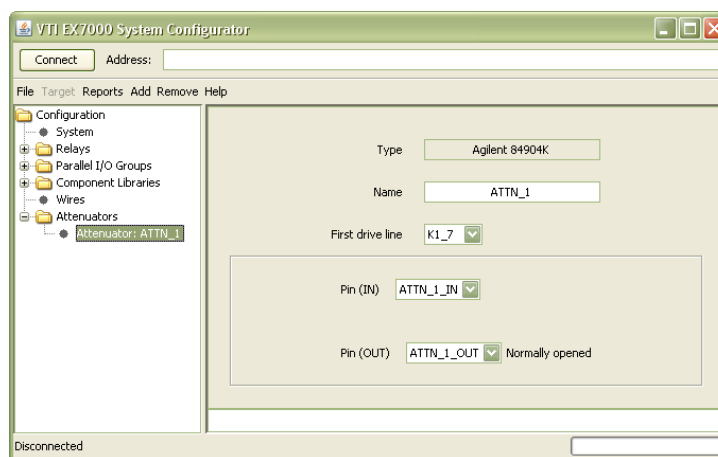 VTI EX7000 System Configurator
Connect Address:
File Target Reports Add Remove Help
Configuration
System
Relays
Parallel I/O Groups
Component Libraries
Wires
Attenuators
Attenuator: ATTN_1
Type Agilent 84904K
Name ATTN_1
First drive line K1_7
Pin (IN) ATTN_1_IN
Pin (OUT) ATTN_1_OUT Normally opened
Disconnected